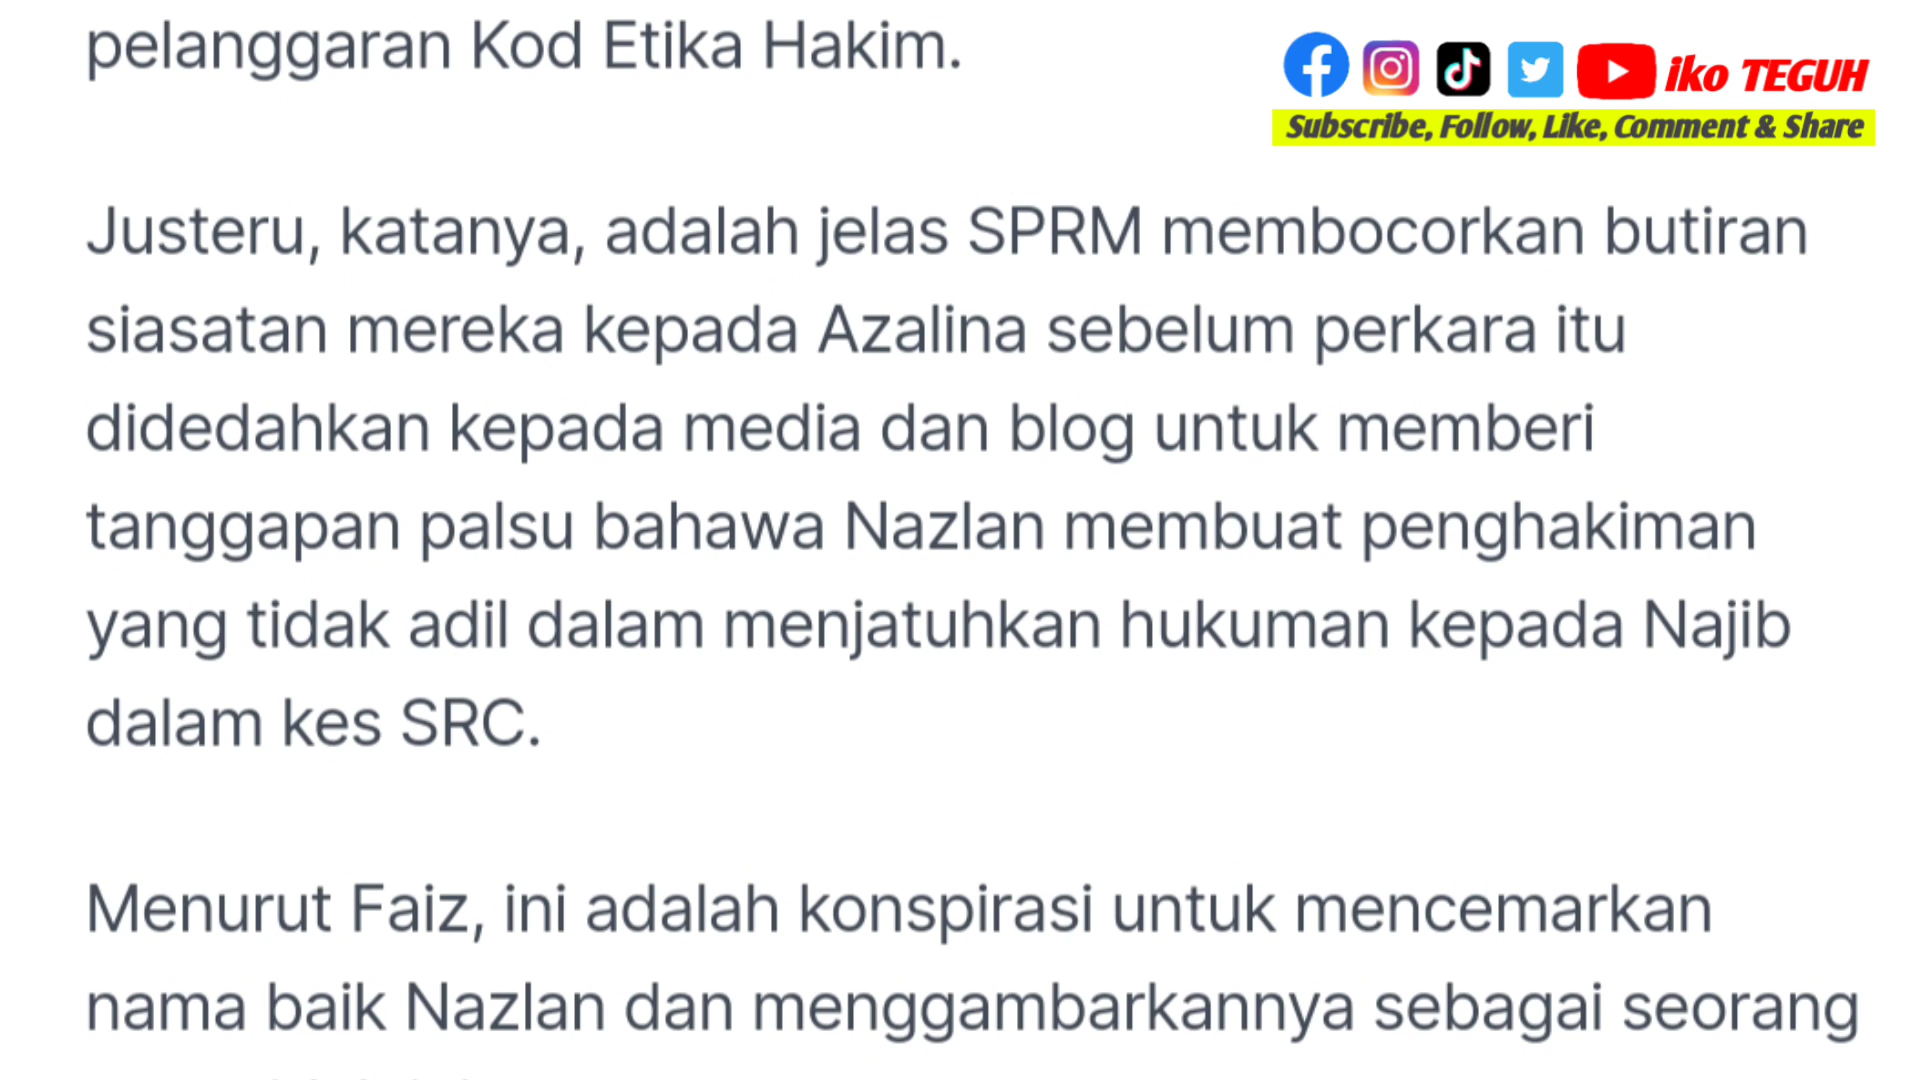 pelanggaran Kod Etika Hakim.
iko TEGUH
Subscribe, Follow, Like, Comment & Share
Justeru, katanya, adalah jelas SPRM membocorkan butiran
siasatan mereka kepada Azalina sebelum perkara itu
didedahkan kepada media dan blog untuk memberi
tanggapan palsu bahawa Nazlan membuat penghakiman
yang tidak adil dalam menjatuhkan hukuman kepada Najib
dalam kes SRC.
Menurut Faiz, ini adalah konspirasi untuk mencemarkan
nama baik Nazlan dan menggambarkannya sebagai seorang